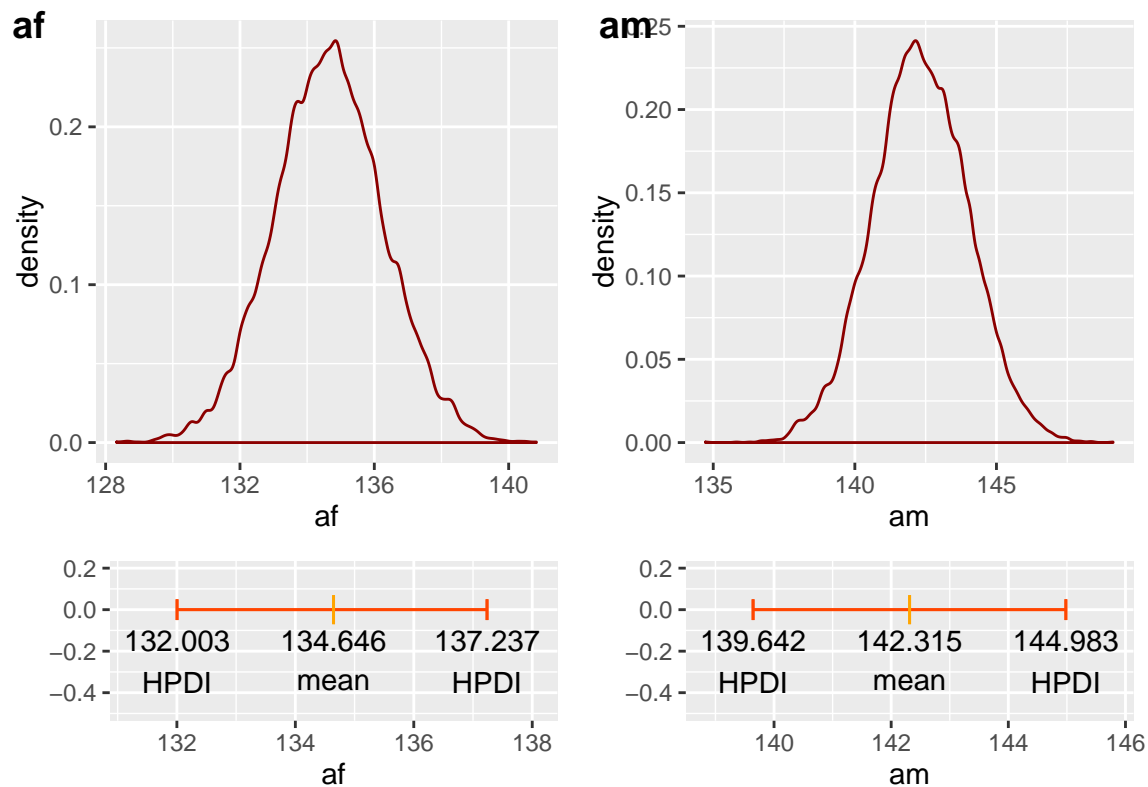 af
0.2
0.1
0.0
density
128
132
136
140
af
am
0.25
0.20
0.15
0.10
0.05
0.00
density
135
140
145
am
0.2
0.0
−0.2
−0.4
132.003
134.646
137.237
HPDI
mean
HPDI
132
134
136
138
af
0.2
0.0
−0.2
−0.4
139.642
142.315
144.983
HPDI
mean
HPDI
140
142
144
146
am